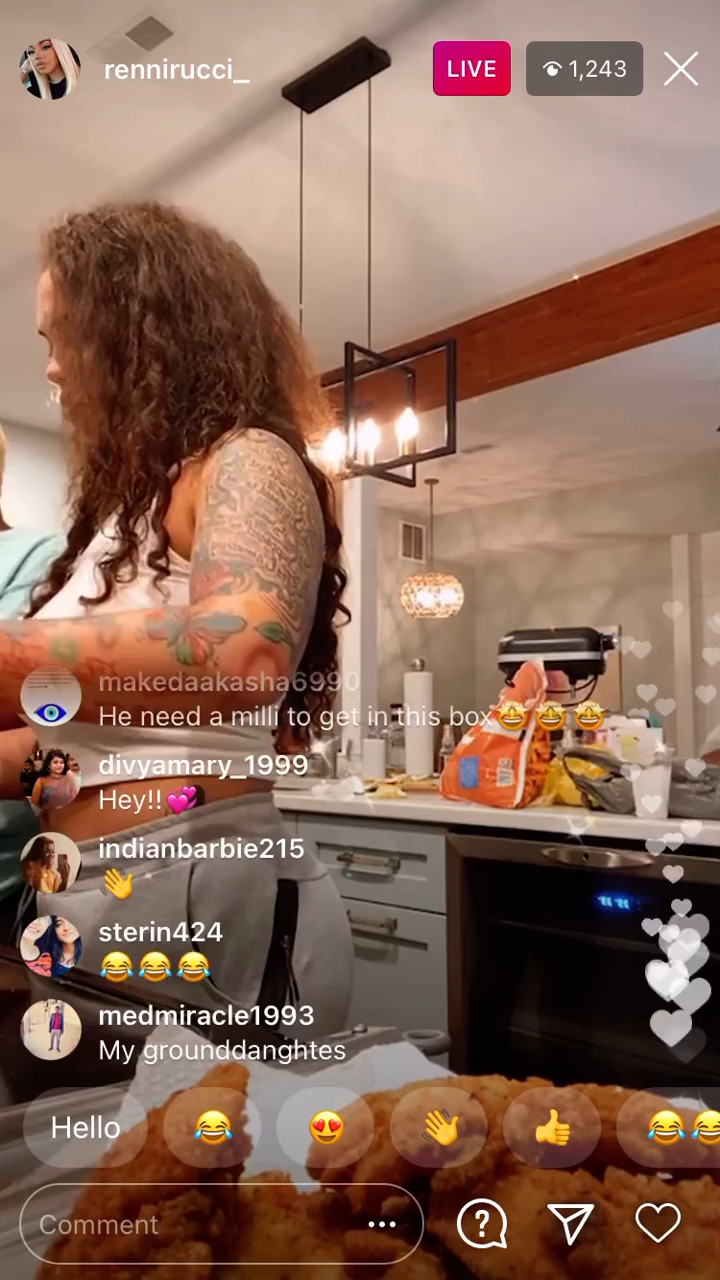 rennirucci_
LIVE
1,243
makedaakasha6990
He need a milli to get in this box🤩🤩🤩
divyamary_1999
Hey!!💞
indianbarbie215
👋
sterin424
😂😂😂
medmiracle1993
My grounddanghtes
Hello 😂 😍 👋 👍 😂😂
Comment